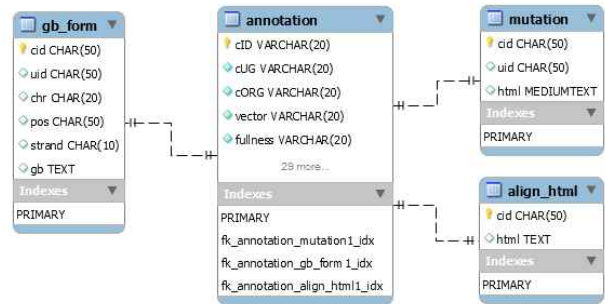 gb_form
cid CHAR(50)
uid CHAR(50)
chr CHAR(20)
pos CHAR(50)
strand CHAR(10)
gb TEXT
Indexes
PRIMARY
annotation
cID VARCHAR(20)
cUG VARCHAR(20)
cORG VARCHAR(20)
vector VARCHAR(20)
fullness VARCHAR(20)
29 more...
Indexes
PRIMARY
fk_annotation_mutation1_idx
fk_annotation_gb_form1_idx
fk_annotation_align_html1_idx
mutation
cid CHAR(50)
uid CHAR(50)
html MEDIUMTEXT
Indexes
PRIMARY
align_html
cid CHAR(50)
html TEXT
Indexes
PRIMARY